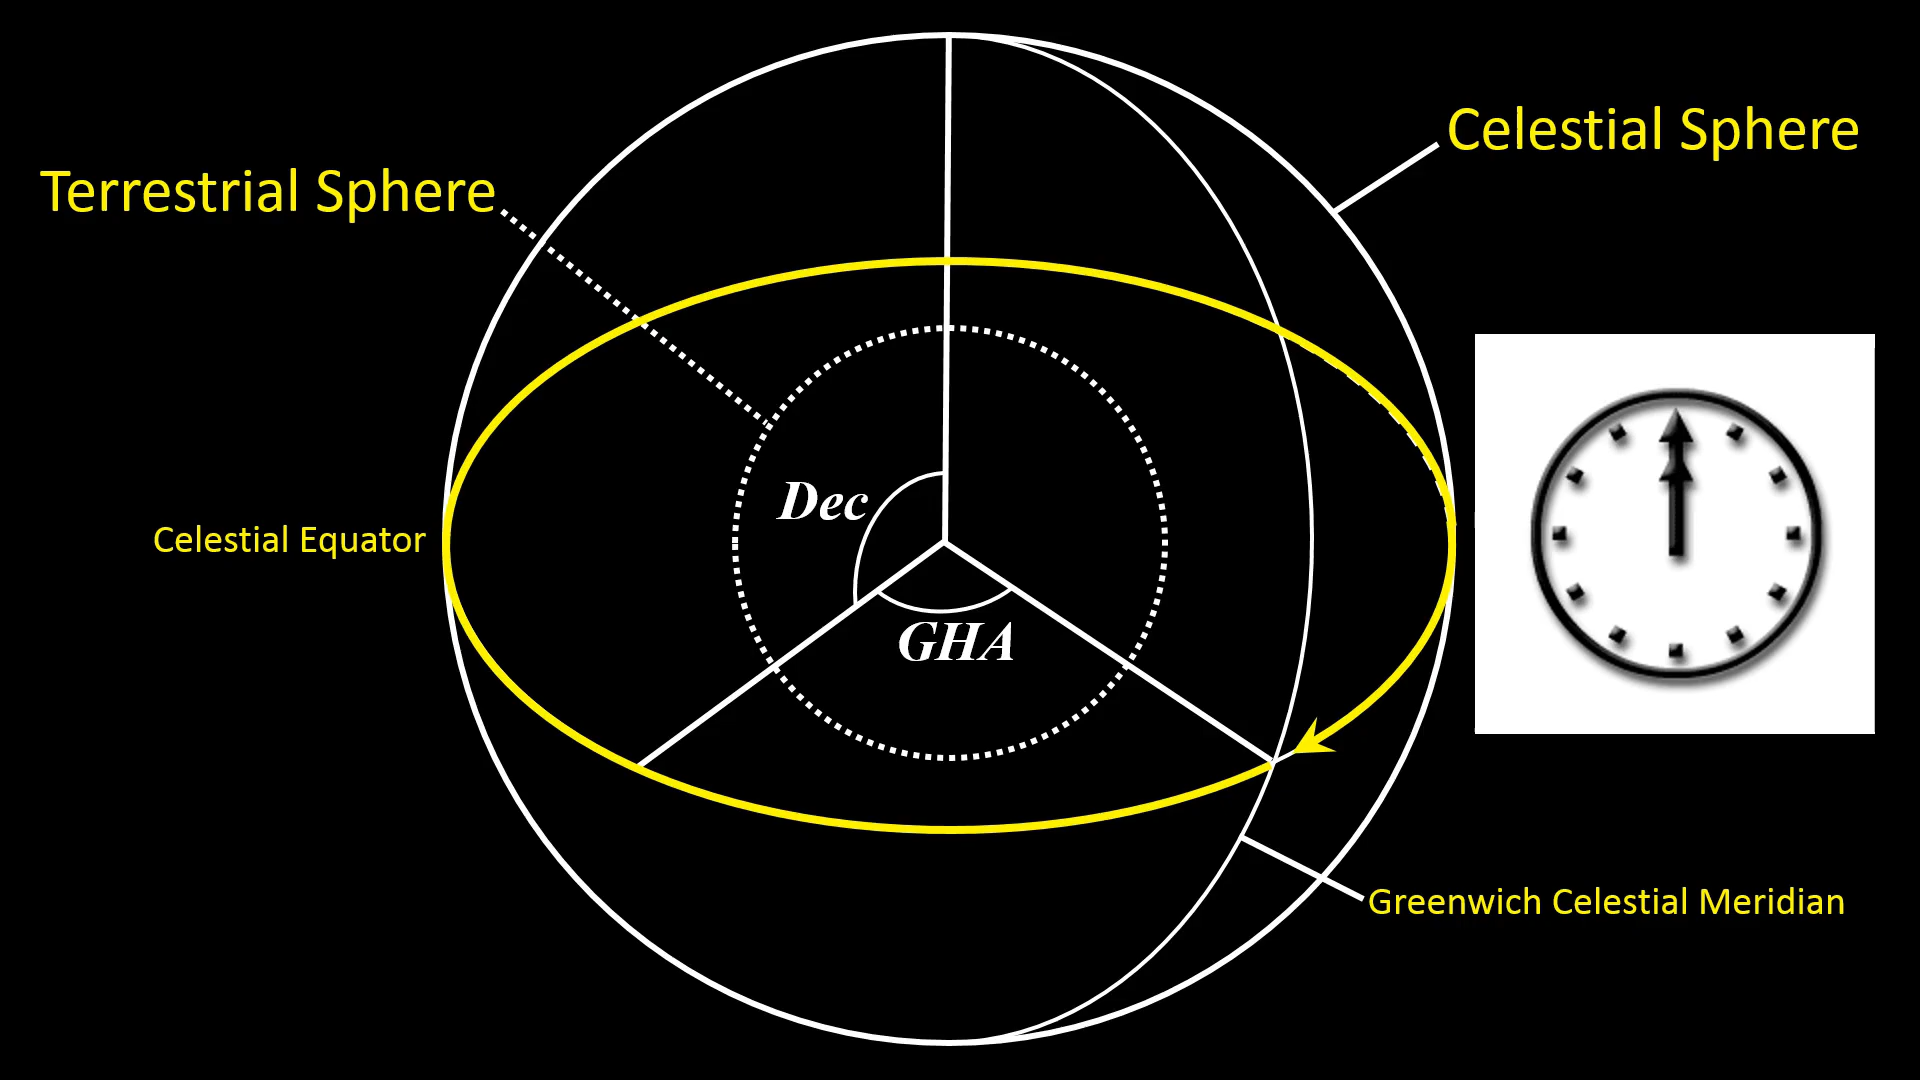 Celestial Sphere
Terrestrial Sphere
Dec
Celestial Equator
GHA
Greenwich Celestial Meridian